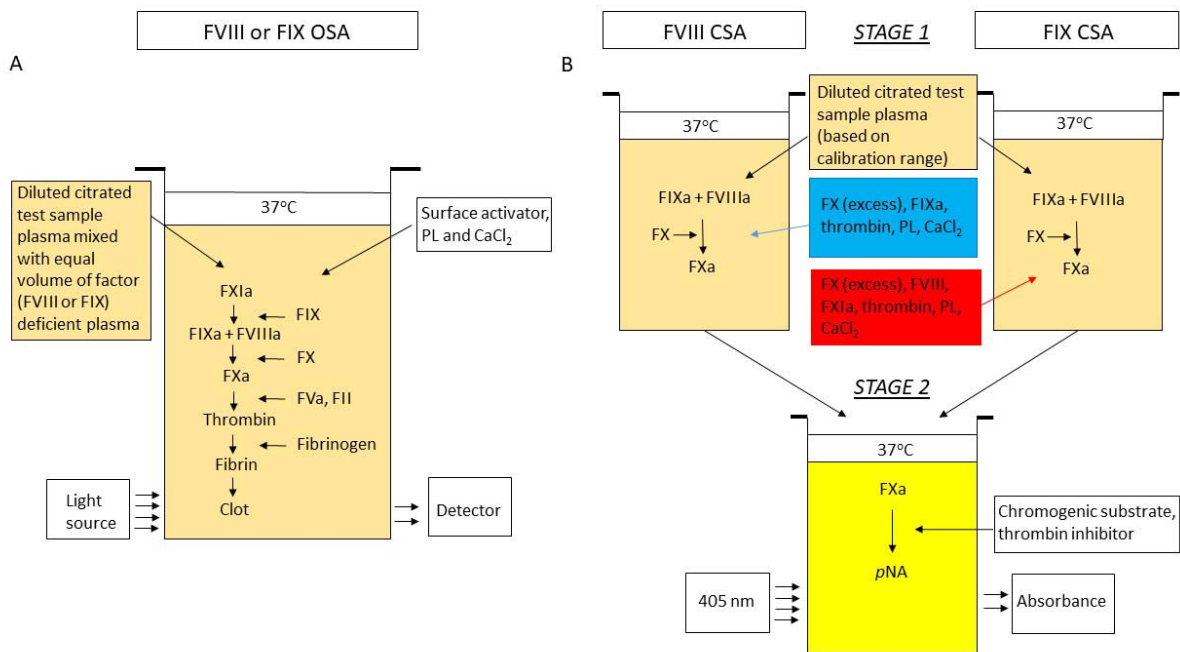 FVIII or FIX OSA
A
Diluted citrated
test sample
plasma mixed
with equal
volume of factor
(FVIII or FIX)
deficient plasma
37°C
Surface activator,
PL and CaCl₂
FXIa
FIX
FIXa + FVIIIa
FX
FXa
FVa, FII
Thrombin
Fibrinogen
Fibrin
Clot
Light
source
Detector
FVIII CSA
STAGE 1
FIX CSA
B
37°C
Diluted citrated test
sample plasma
(based on
calibration range)
37°C
FIXa + FVIIIa
FX
FXa
FX (excess), FIXa,
thrombin, PL, CaCl₂
FX (excess), FVIII,
FXIa, thrombin, PL,
CaCl₂
FIXa + FVIIIa
FX
FXa
STAGE 2
37°C
FXa
Chromogenic substrate,
thrombin inhibitor
pNA
405 nm
Absorbance